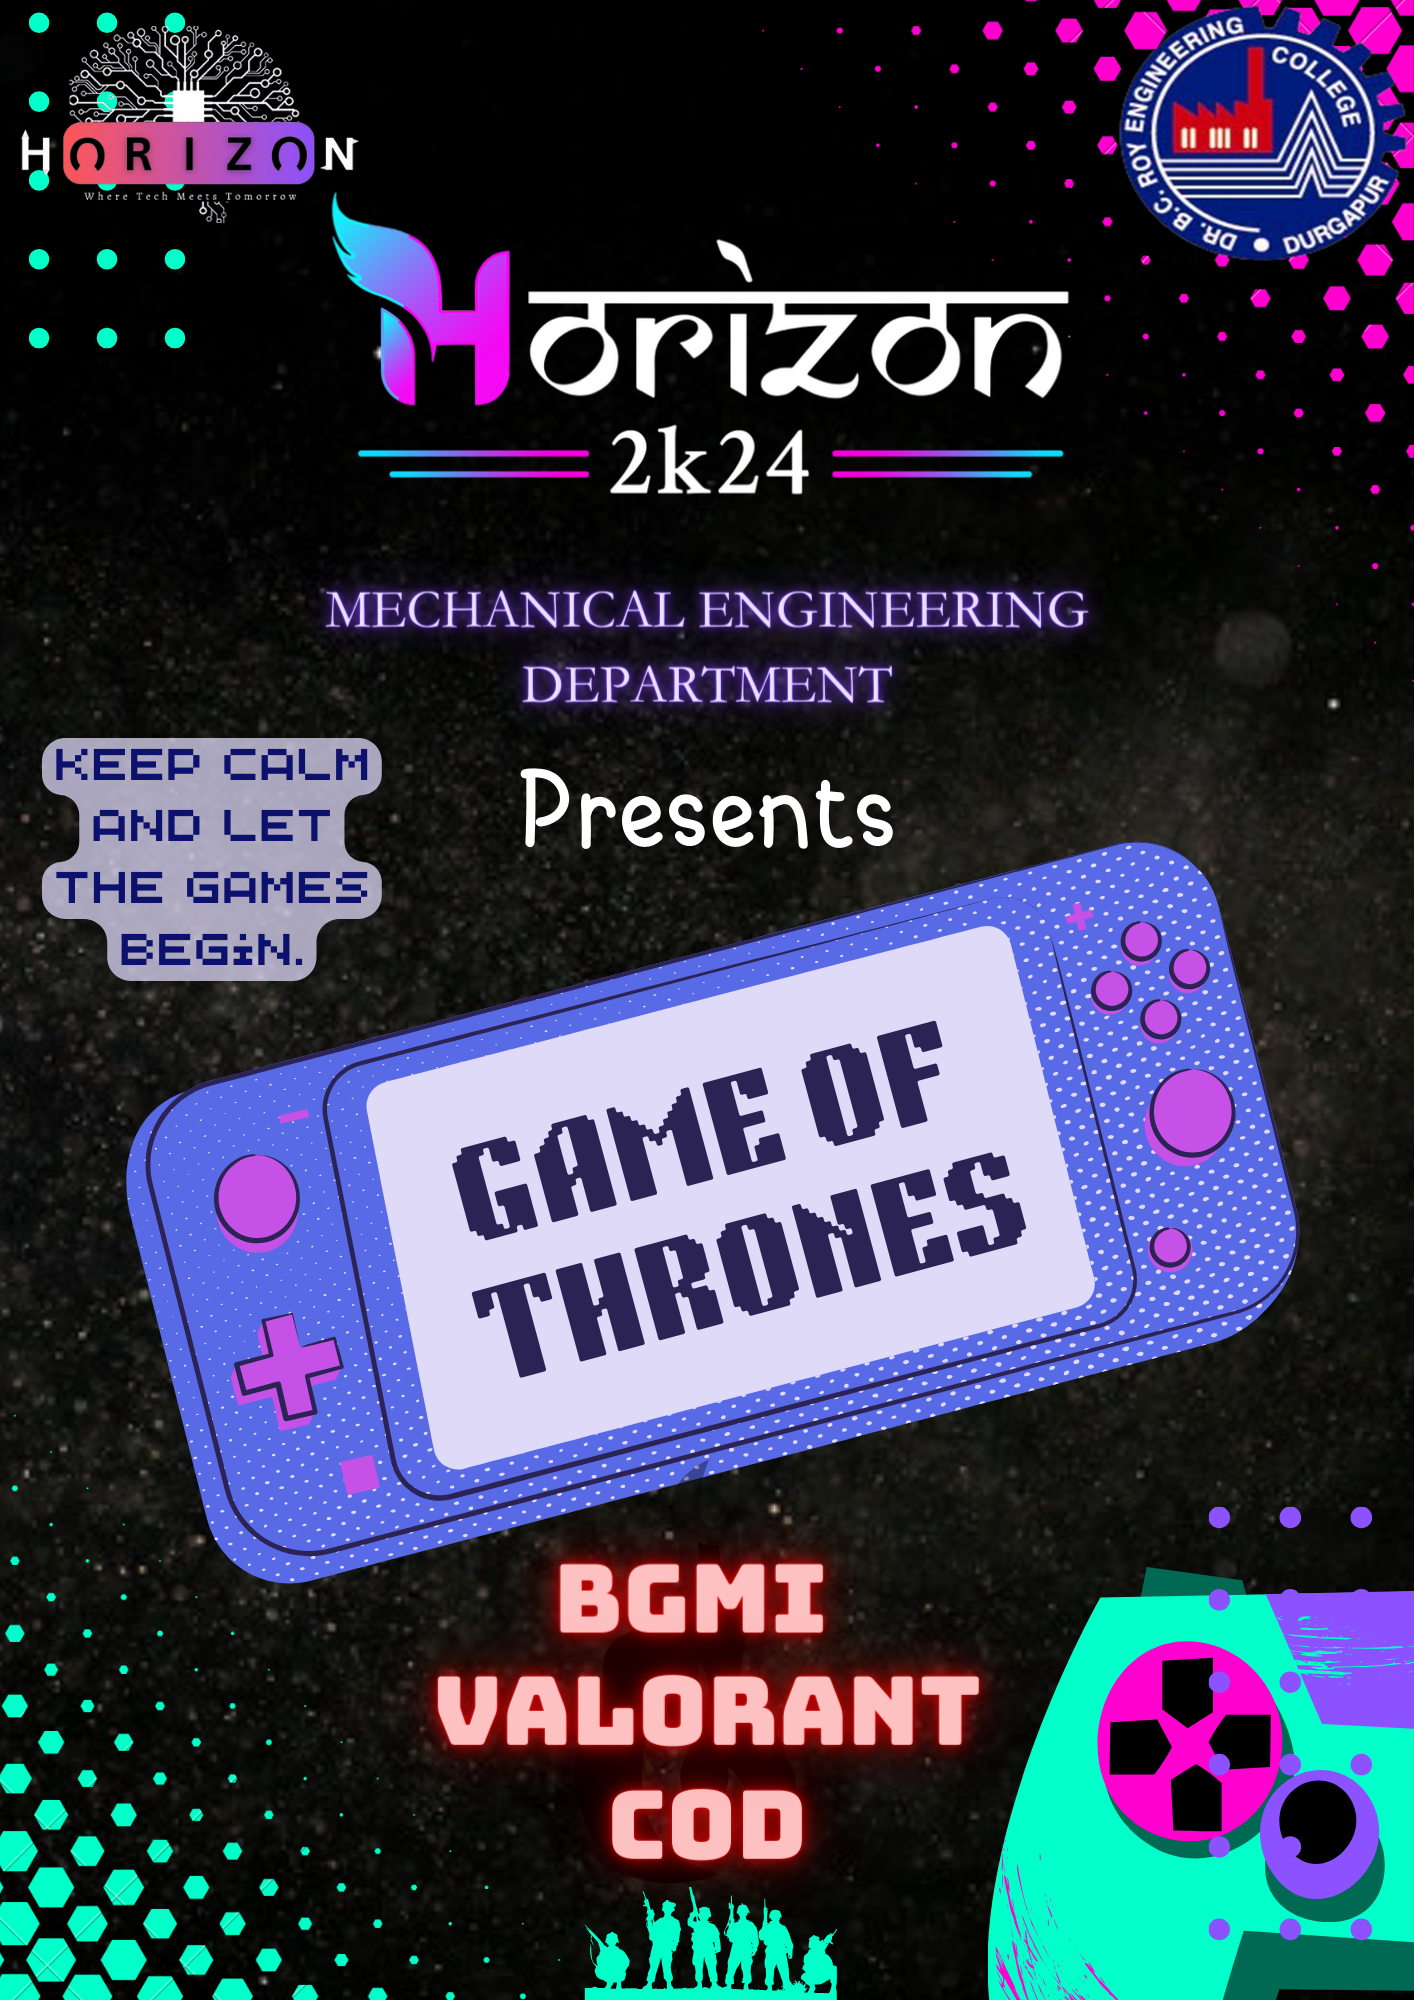 HORIZON
Where Tech Meets Tomorrow
DR. B.C. ROY ENGINEERING COLLEGE
DURGAPUR
Horizon
2k24
MECHANICAL ENGINEERING
DEPARTMENT
Presents
KEEP CALM
AND LET
THE GAMES
BEGIN.
GAME OF
THRONES
BGMI
VALORANT
COD